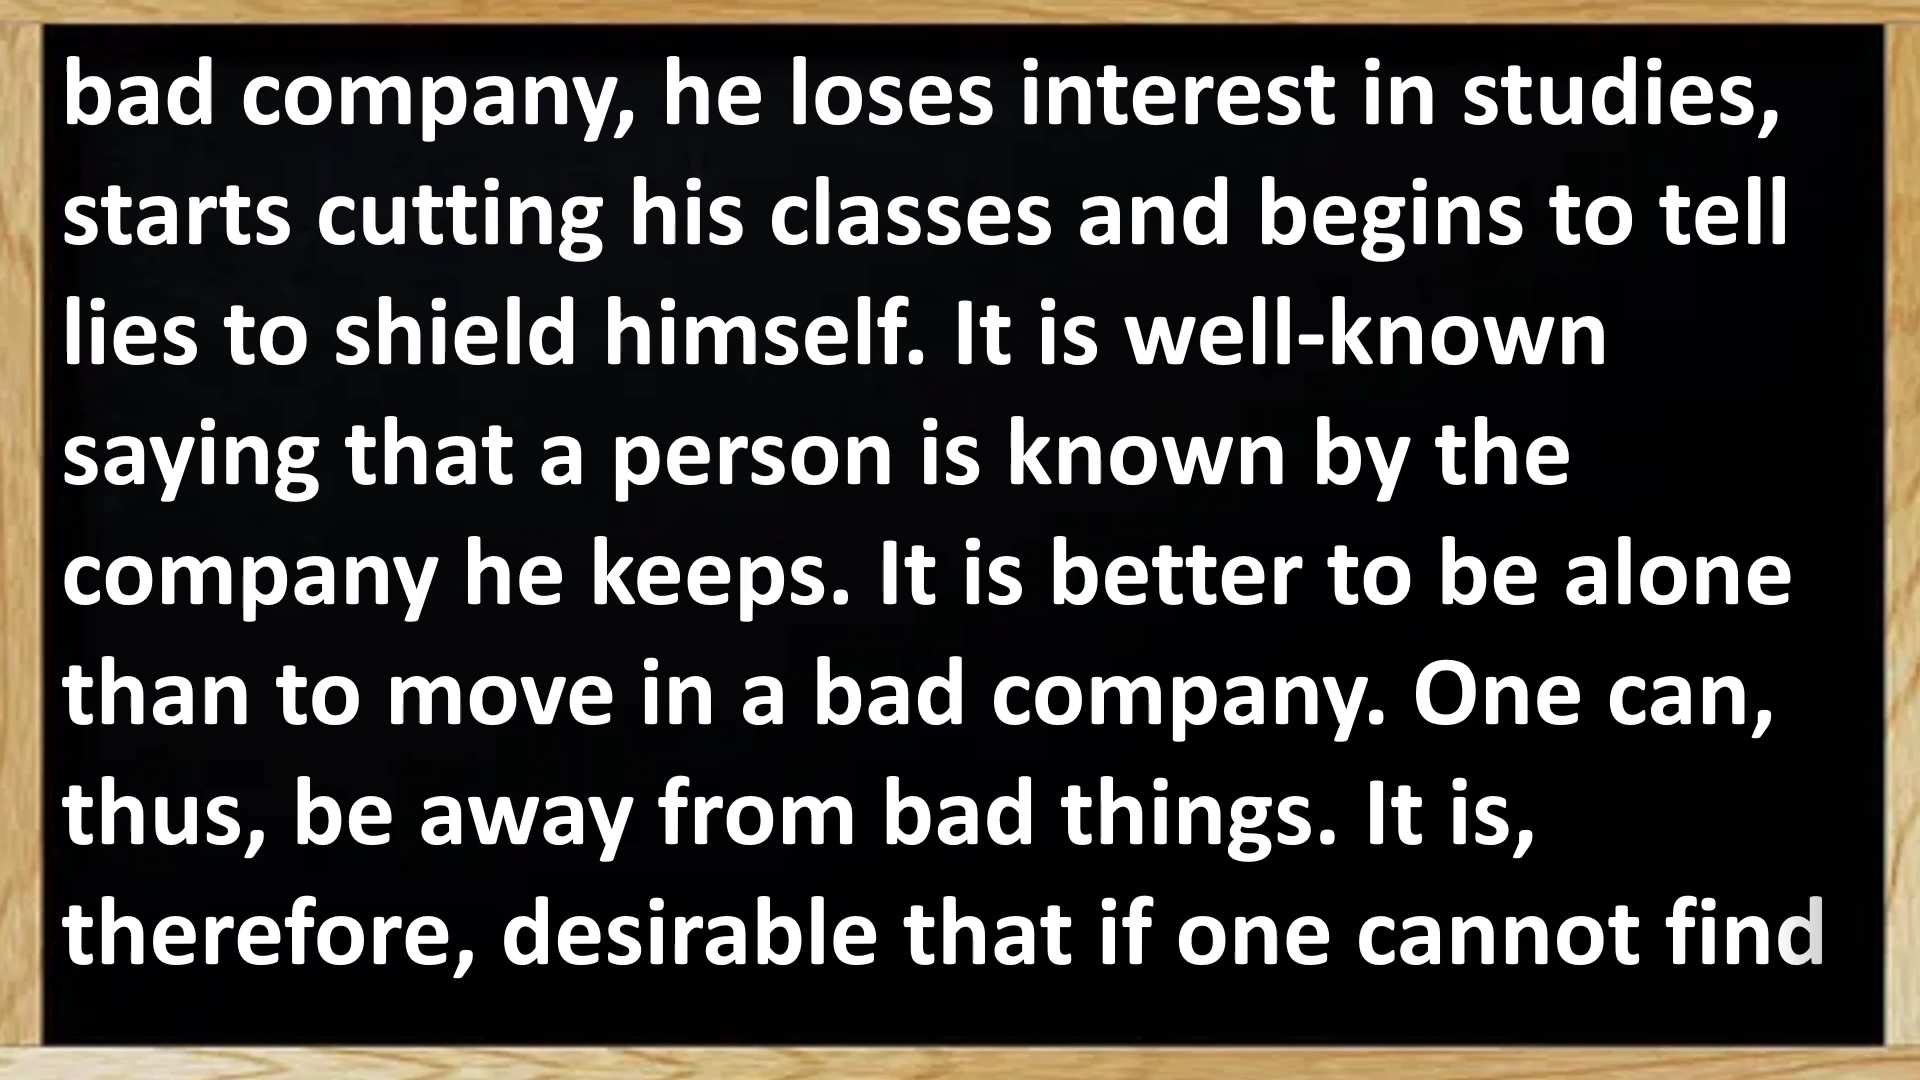 bad company, he loses interest in studies,
starts cutting his classes and begins to tell
lies to shield himself. It is well-known
saying that a person is known by the
company he keeps. It is better to be alone
than to move in a bad company. One can,
thus, be away from bad things. It is,
therefore, desirable that if one cannot find